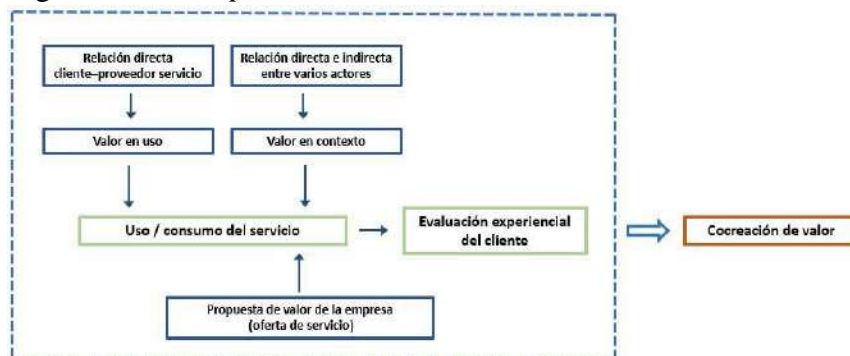 Relación directa
cliente–proveedor servicio
Relación directa e indirecta
entre varios actores
Valor en uso
Valor en contexto
Uso / consumo del servicio
Evaluación experiencial
del cliente
Cocreación de valor
Propuesta de valor de la empresa
(oferta de servicio)